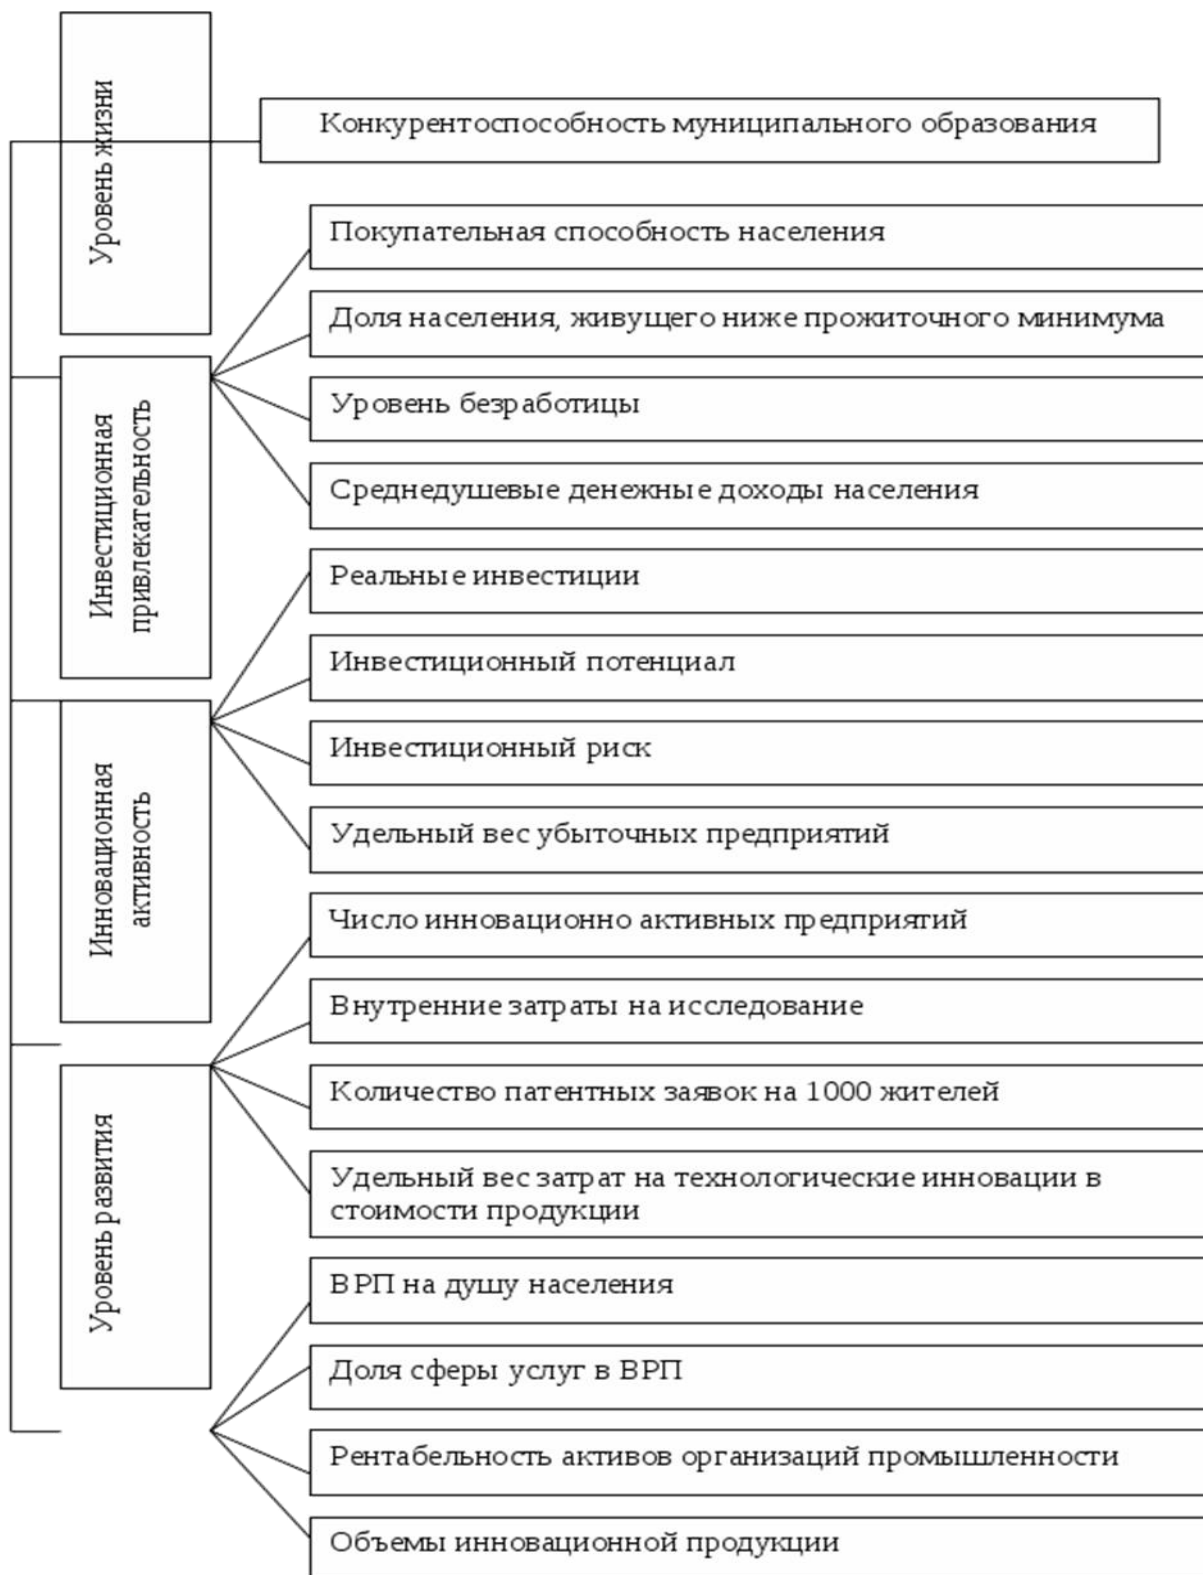 Конкурентоспособность муниципального образования
Уровень жизни
Покупательная способность населения
Доля населения, живущего ниже прожиточного минимума
Уровень безработицы
Среднедушевые денежные доходы населения
Инвестиционная
привлекательность
Реальные инвестиции
Инвестиционный потенциал
Инвестиционный риск
Удельный вес убыточных предприятий
Инновационная
активность
Число инновационно активных предприятий
Внутренние затраты на исследование
Количество патентных заявок на 1000 жителей
Удельный вес затрат на технологические инновации в
стоимости продукции
Уровень развития
ВРП на душу населения
Доля сферы услуг в ВРП
Рентабельность активов организаций промышленности
Объемы инновационной продукции